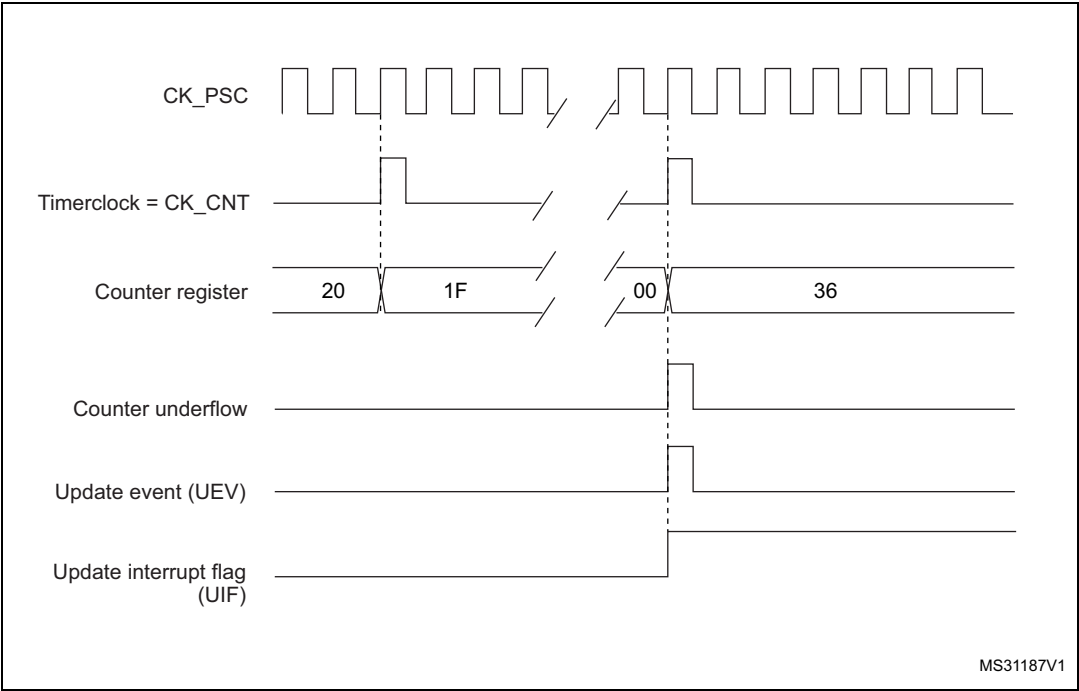 CK_PSC
Timerclock = CK_CNT
Counter register
20
1F
00
36
Counter underflow
Update event (UEV)
Update interrupt flag
(UIF)
MS31187V1